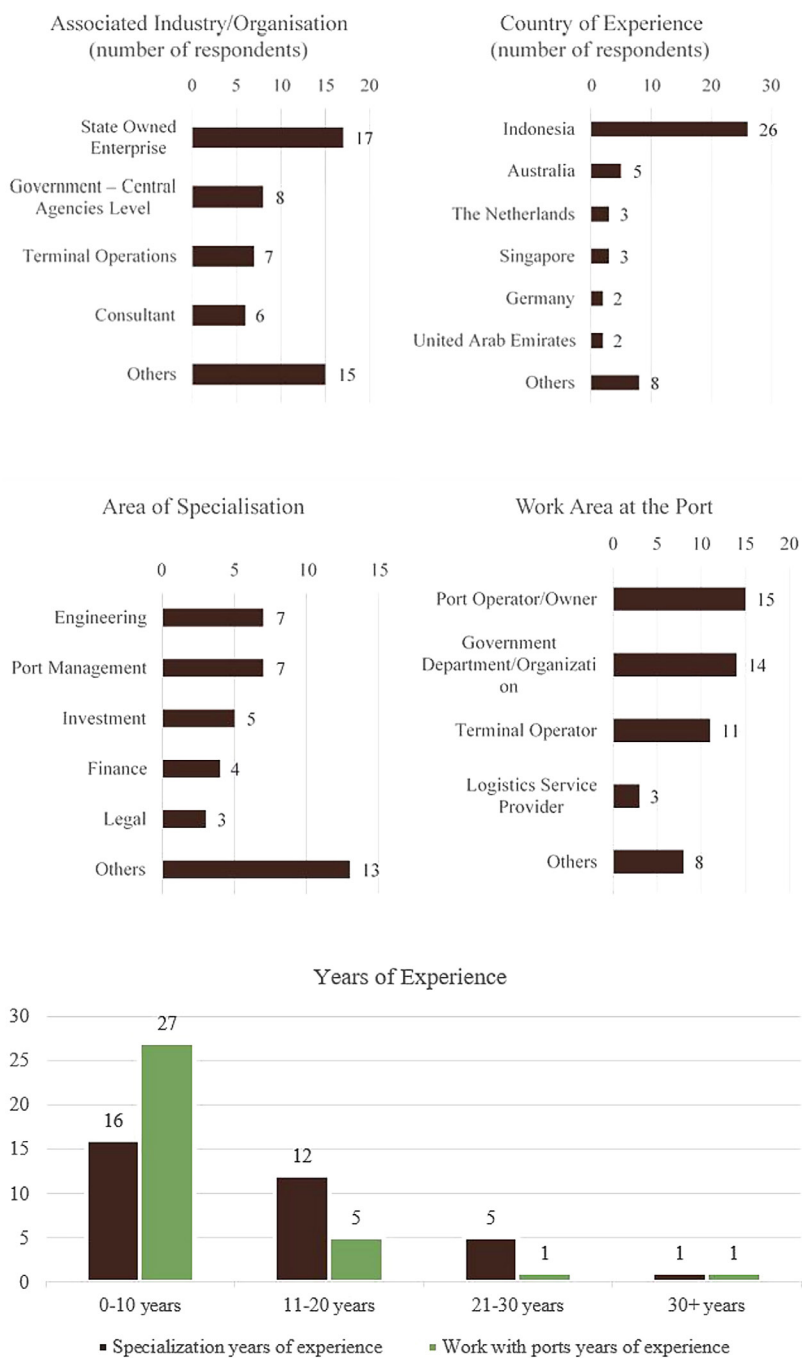 Associated Industry/Organisation
(number of respondents)
0 5 10 15 20
State Owned
Enterprise
17
Government – Central
Agencies Level
8
Terminal Operations
7
Consultant
6
Others
15
Country of Experience
(number of respondents)
0 10 20 30
Indonesia
26
Australia
5
The Netherlands
3
Singapore
3
Germany
2
United Arab Emirates
2
Others
8
Area of Specialisation
0 5 10 15
Engineering
7
Port Management
7
Investment
5
Finance
4
Legal
3
Others
13
Work Area at the Port
0 5 10 15 20
Port Operator/Owner
15
Government
Department/Organizati
on
14
Terminal Operator
11
Logistics Service
Provider
3
Others
8
Years of Experience
30
25
20
15
10
5
0
16
27
12
5
5
1
1
1
0-10 years
11-20 years
21-30 years
30+ years
Specialization years of experience
Work with ports years of experience